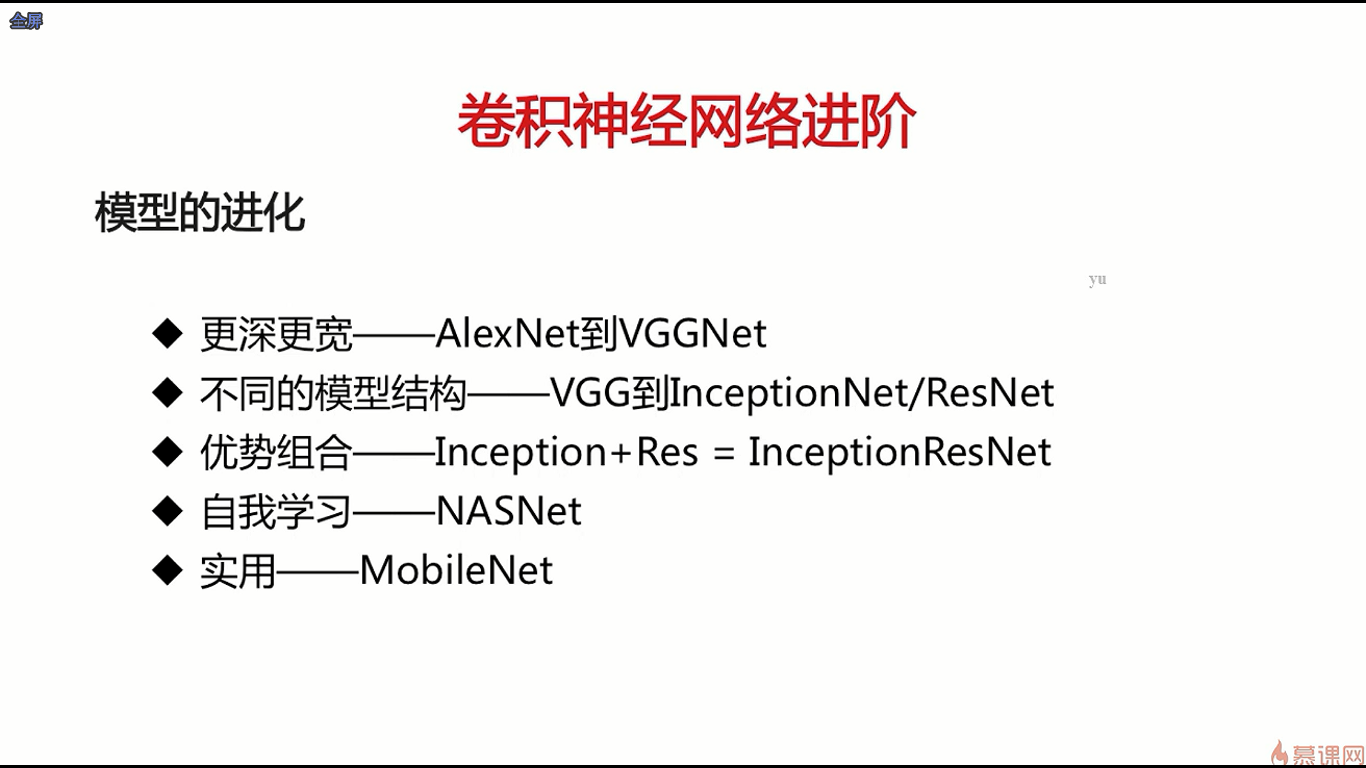 全屏
卷积神经网络进阶
模型的进化
yu
◆ 更深更宽——AlexNet到VGGNet
◆ 不同的模型结构——VGG到InceptionNet/ResNet
◆ 优势组合——Inception+Res = InceptionResNet
◆ 自我学习——NASNet
◆ 实用——MobileNet
慕课网